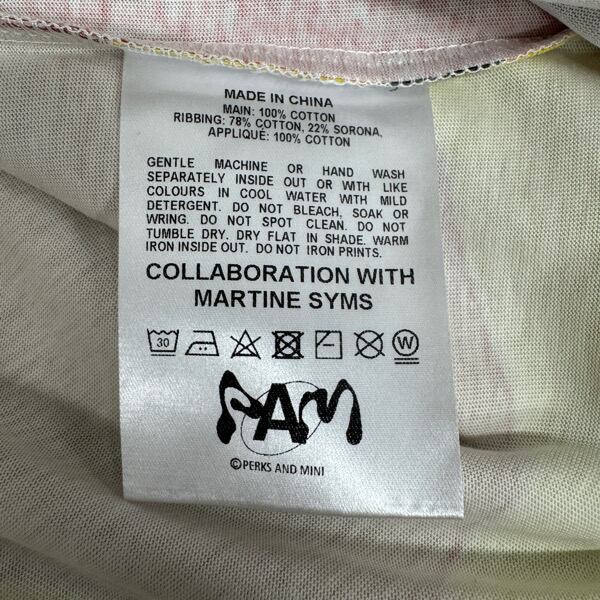 MADE IN CHINA
MAIN: 100% COTTON
RIBBING: 78% COTTON, 22% SORONA,
APPLIQUÉ: 100% COTTON
GENTLE MACHINE OR HAND WASH
SEPARATELY INSIDE OUT OR WITH LIKE
COLOURS IN COOL WATER WITH MILD
DETERGENT. DO NOT BLEACH, SOAK OR
WRING. DO NOT SPOT CLEAN. DO NOT
TUMBLE DRY. DRY FLAT IN SHADE. WARM
IRON INSIDE OUT. DO NOT IRON PRINTS.
COLLABORATION WITH
MARTINE SYMS
30 W
PAM
©PERKS AND MINI